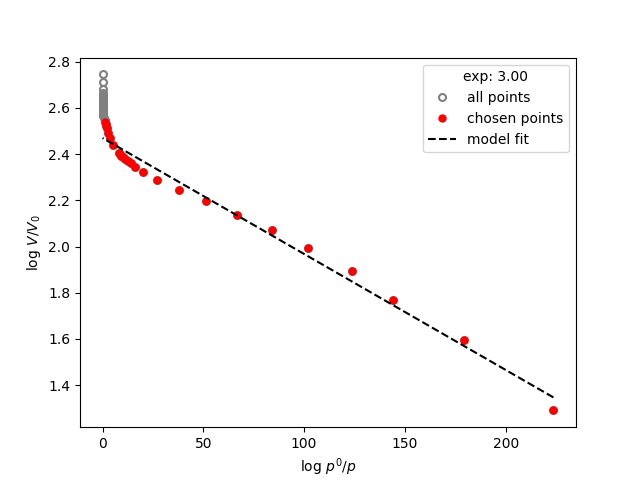 exp: 3.00
all points
chosen points
model fit
2.8
2.6
2.4
2.2
2.0
1.8
1.6
1.4
log V/V₀
0 50 100 150 200
log p⁰/p